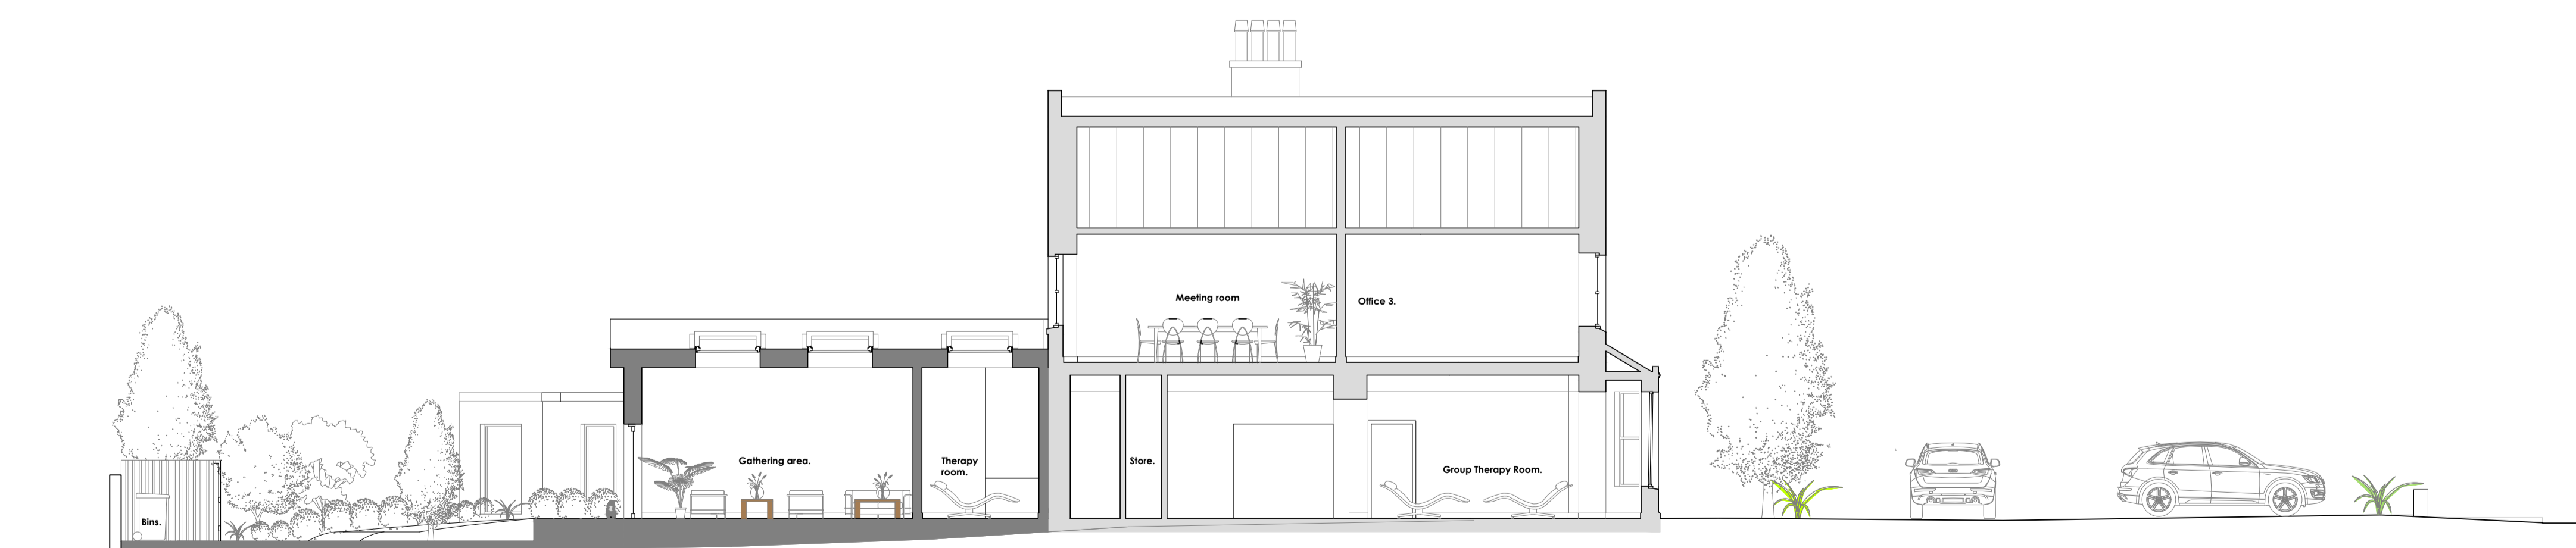 Meeting room
Office 3.
Gathering area.
Therapy
room.
Store.
Group Therapy Room.
Bins.